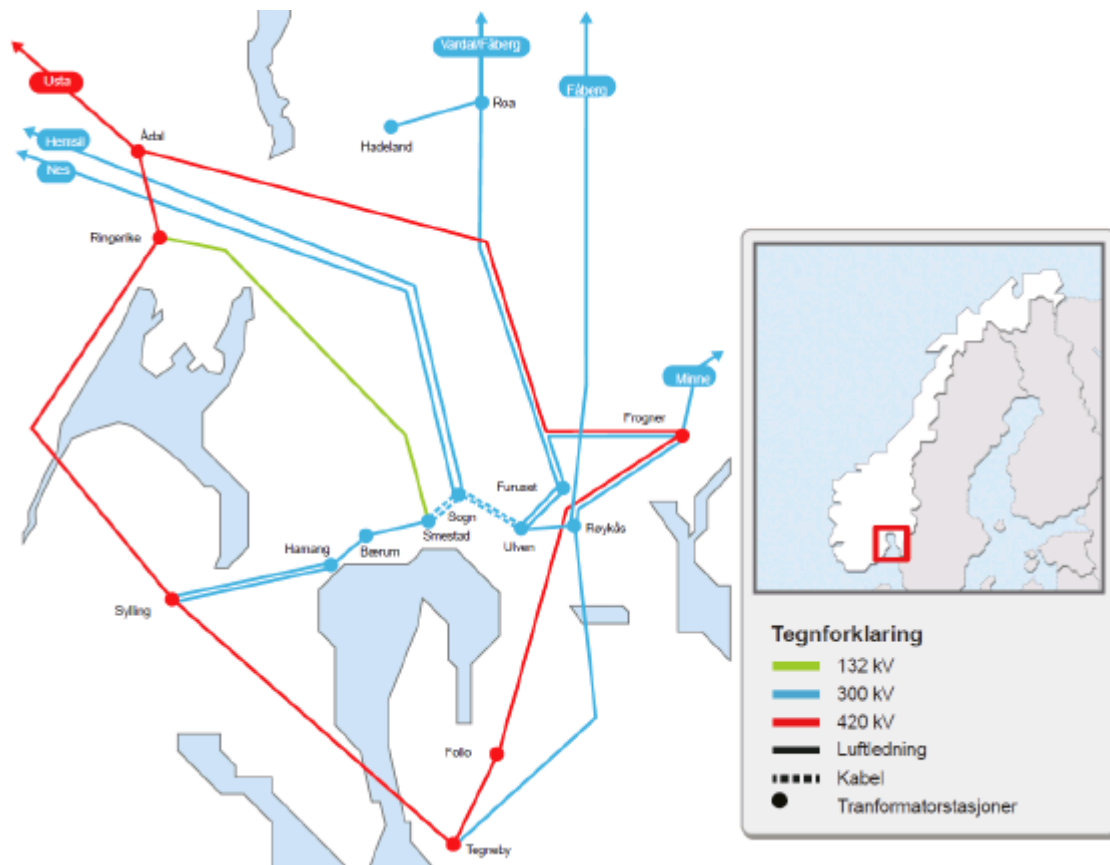 Vardal/Fåberg
Usta
Fåberg
Roa
Ådal
Hemsil
Hadeland
Nes
Ringerike
Minne
Frogner
Furuset
Sogn
Smestad
Ulven
Røykås
Hamang
Bærum
Sylling
Follo
Tegneby
Tegnforklaring
132 kV
300 kV
420 kV
Luftledning
Kabel
Tranformatorstasjoner